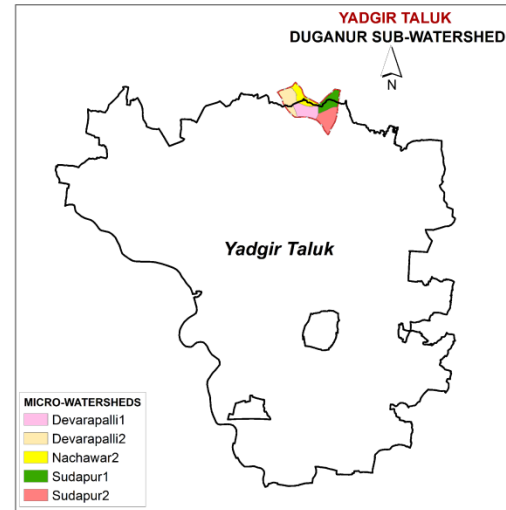 YADGIR TALUK
DUGANUR SUB-WATERSHED
N
Yadgir Taluk
MICRO-WATERSHEDS
Devarapalli1
Devarapalli2
Nachawar2
Sudapur1
Sudapur2